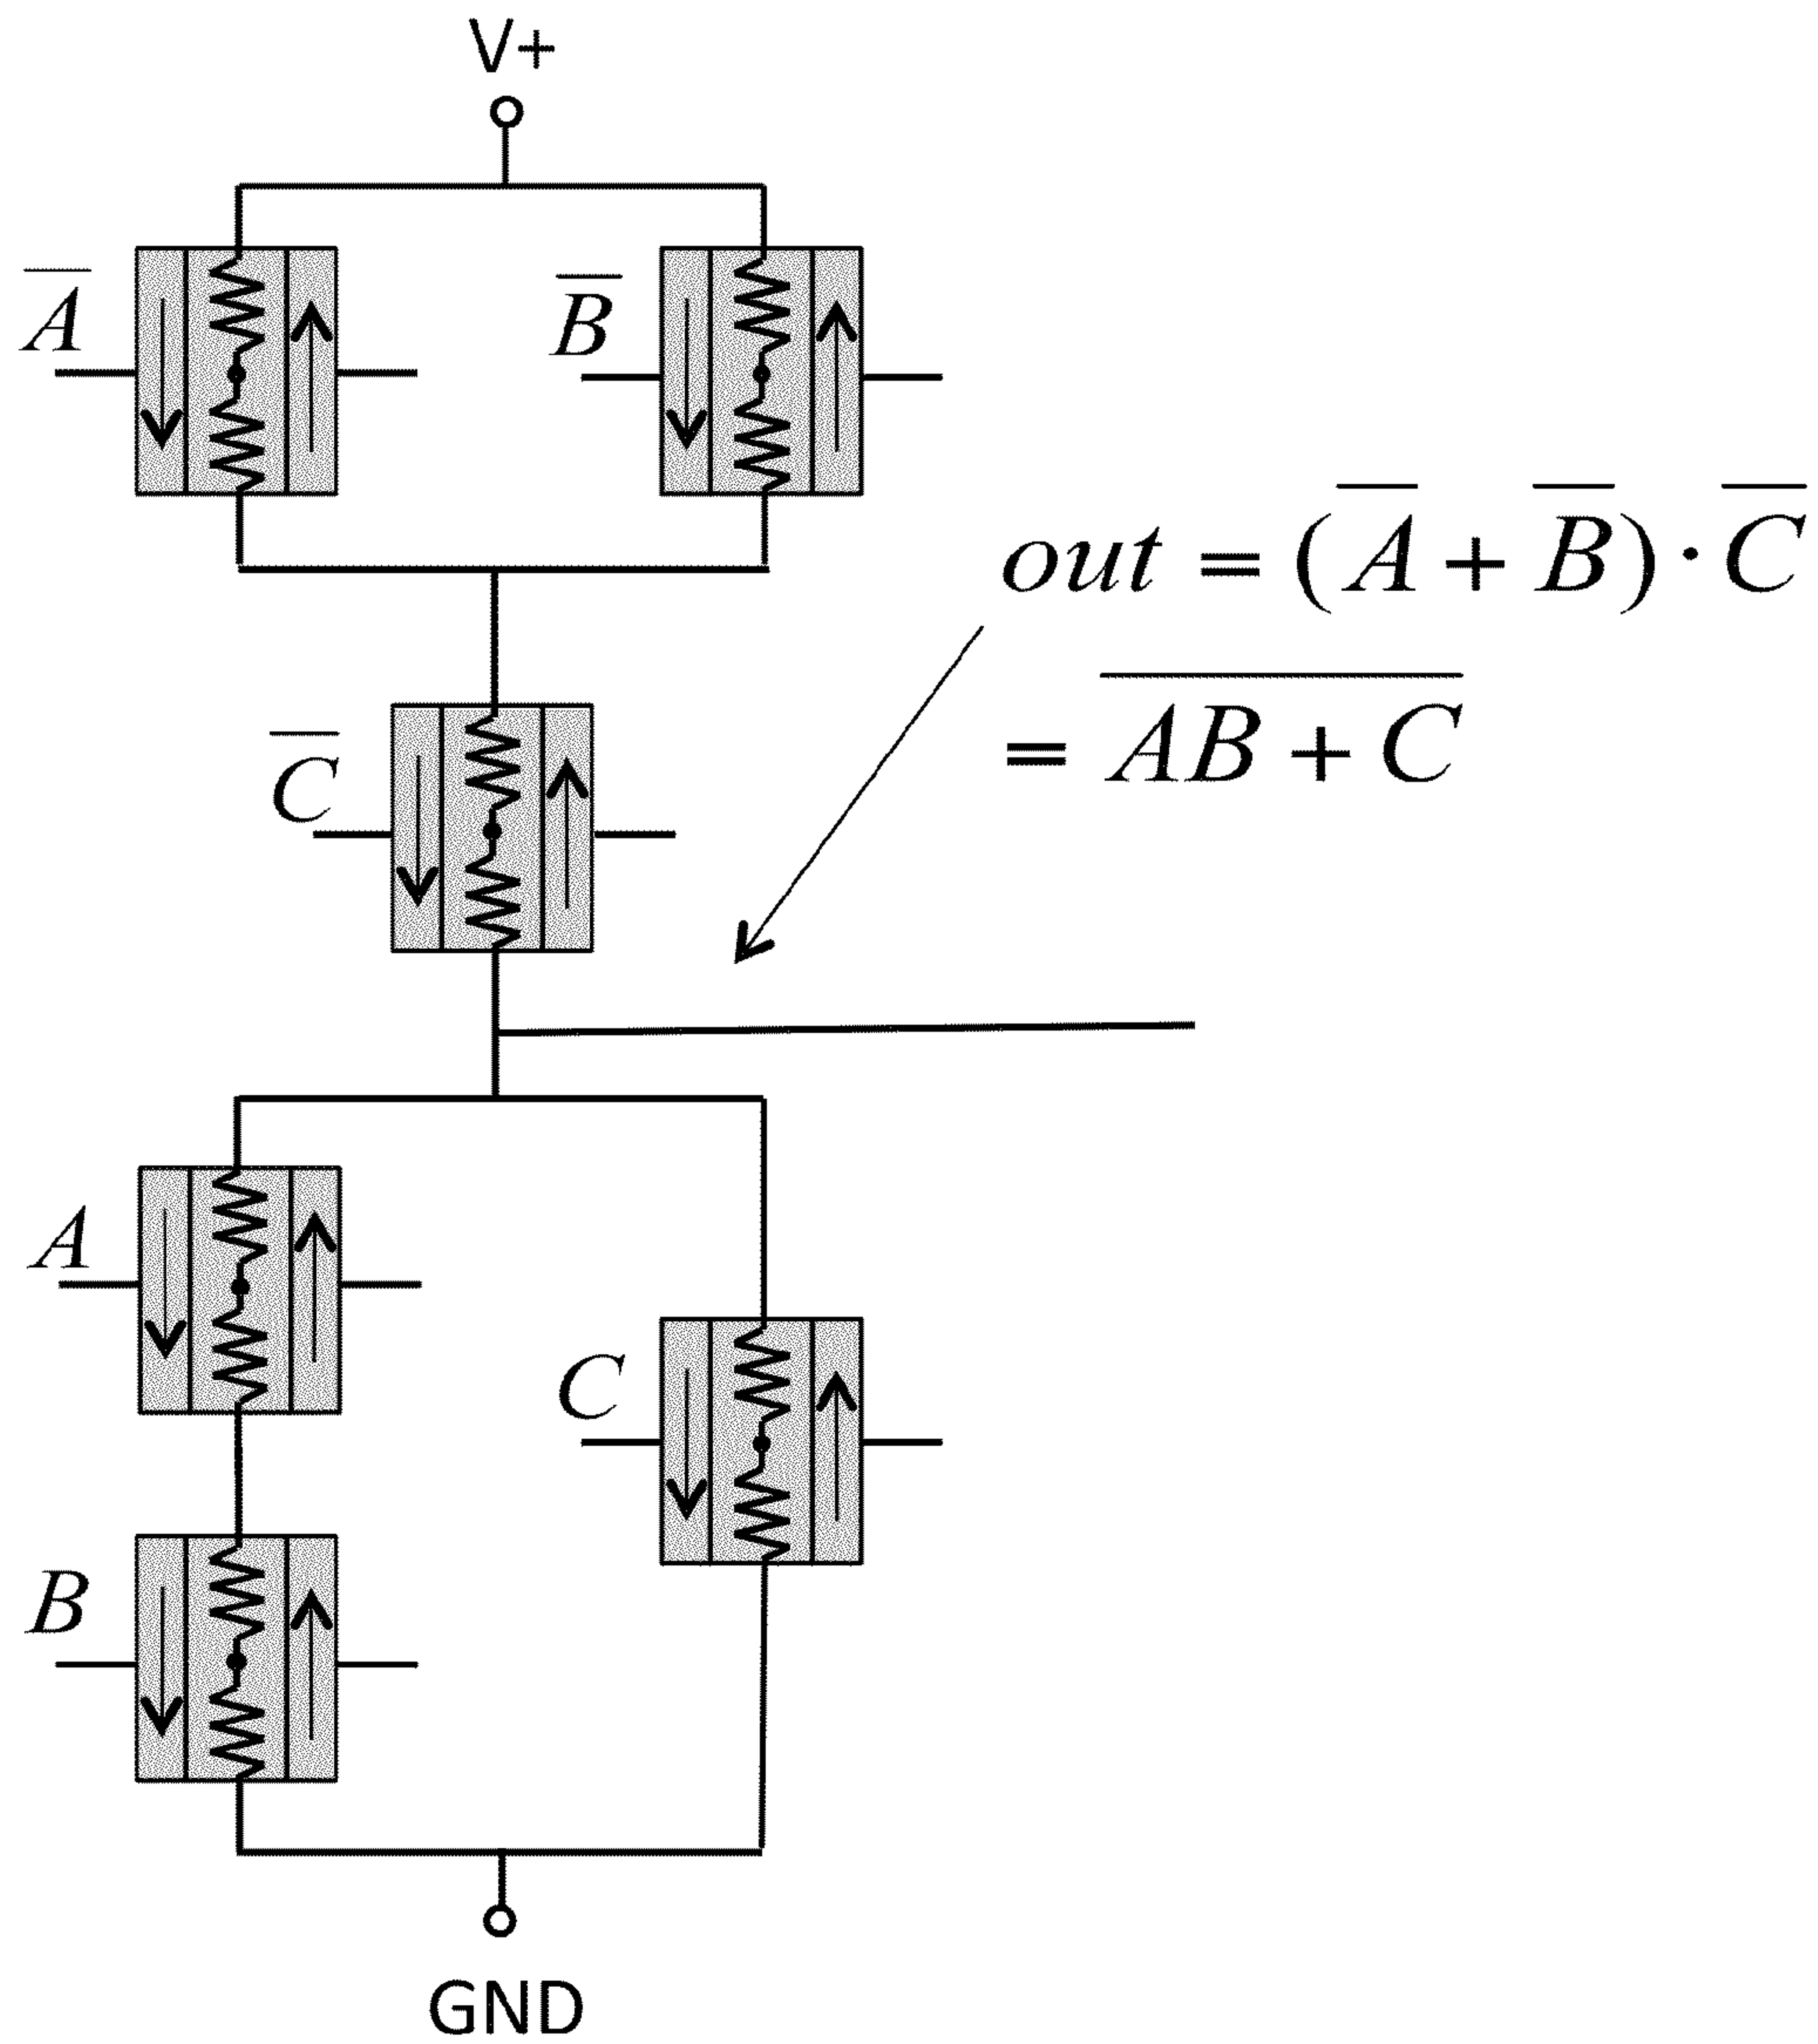 V+
A̅
B̅
out = (A̅ + B̅) · C̅
= A̅B̅ ̅+̅ ̅C̅
C̅
A
C
B
GND